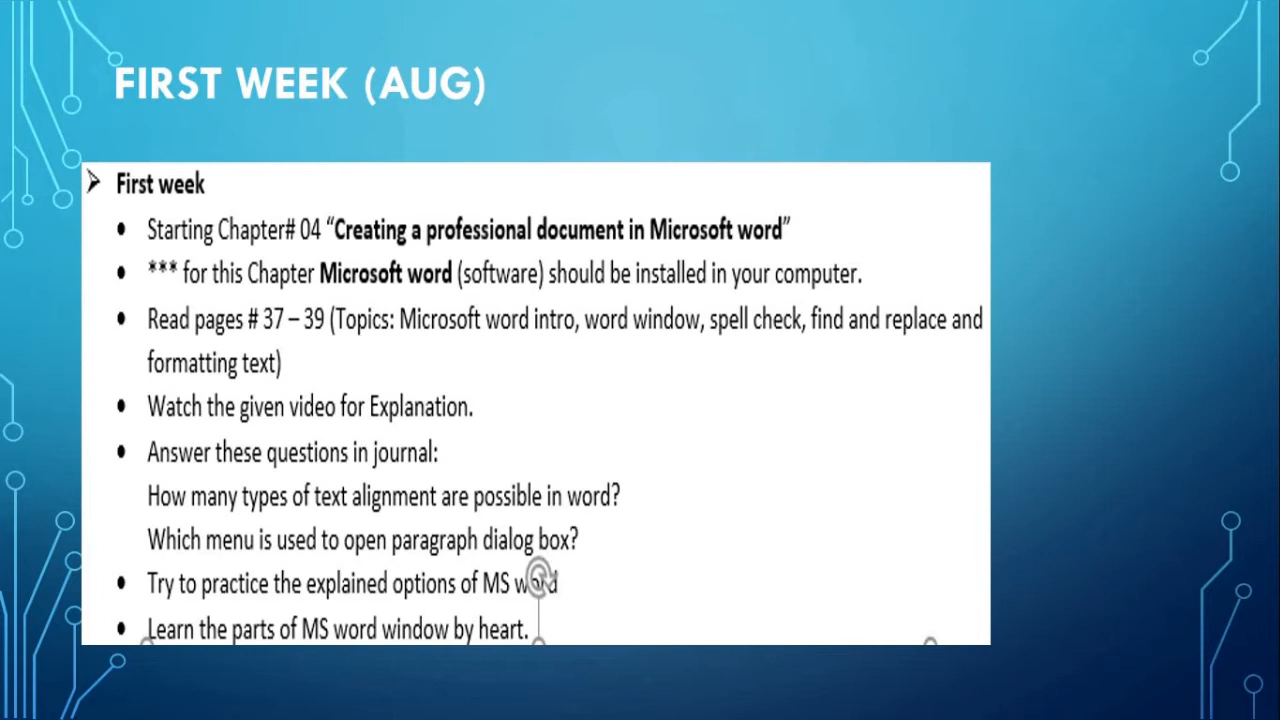 FIRST WEEK (AUG)
➢ First week
• Starting Chapter# 04 “Creating a professional document in Microsoft word”
• *** for this Chapter Microsoft word (software) should be installed in your computer.
• Read pages # 37 – 39 (Topics: Microsoft word intro, word window, spell check, find and replace and
formatting text)
• Watch the given video for Explanation.
• Answer these questions in journal:
How many types of text alignment are possible in word?
Which menu is used to open paragraph dialog box?
• Try to practice the explained options of MS word
• Learn the parts of MS word window by heart.